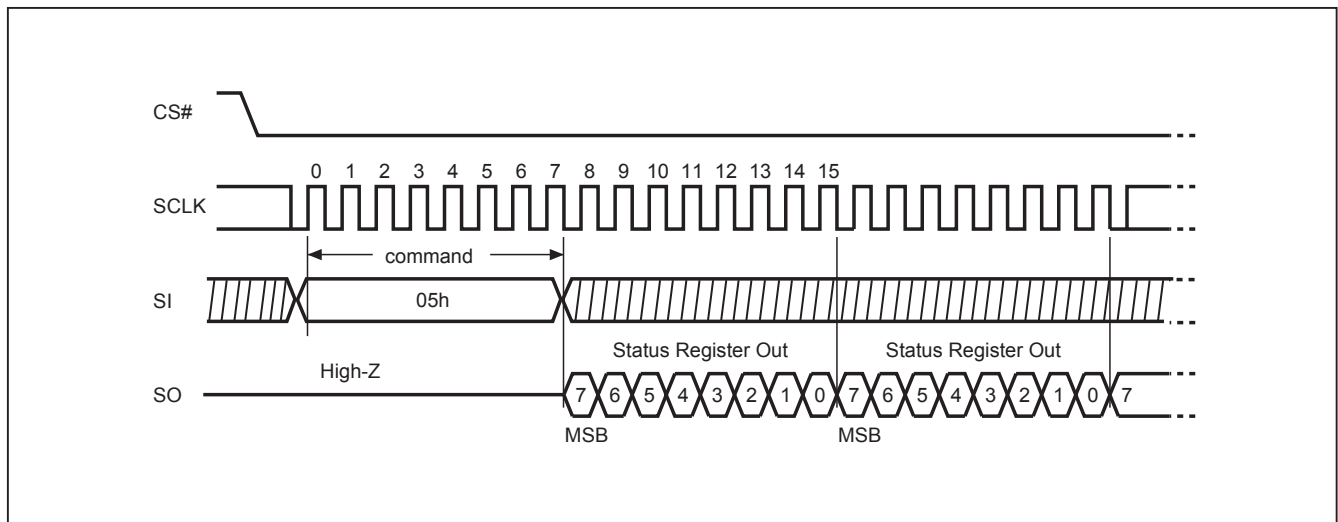 CS#
0 1 2 3 4 5 6 7 8 9 10 11 12 13 14 15
SCLK
command
SI
05h
Status Register Out Status Register Out
High-Z
SO
7 6 5 4 3 2 1 0 7 6 5 4 3 2 1 0 7
MSB MSB